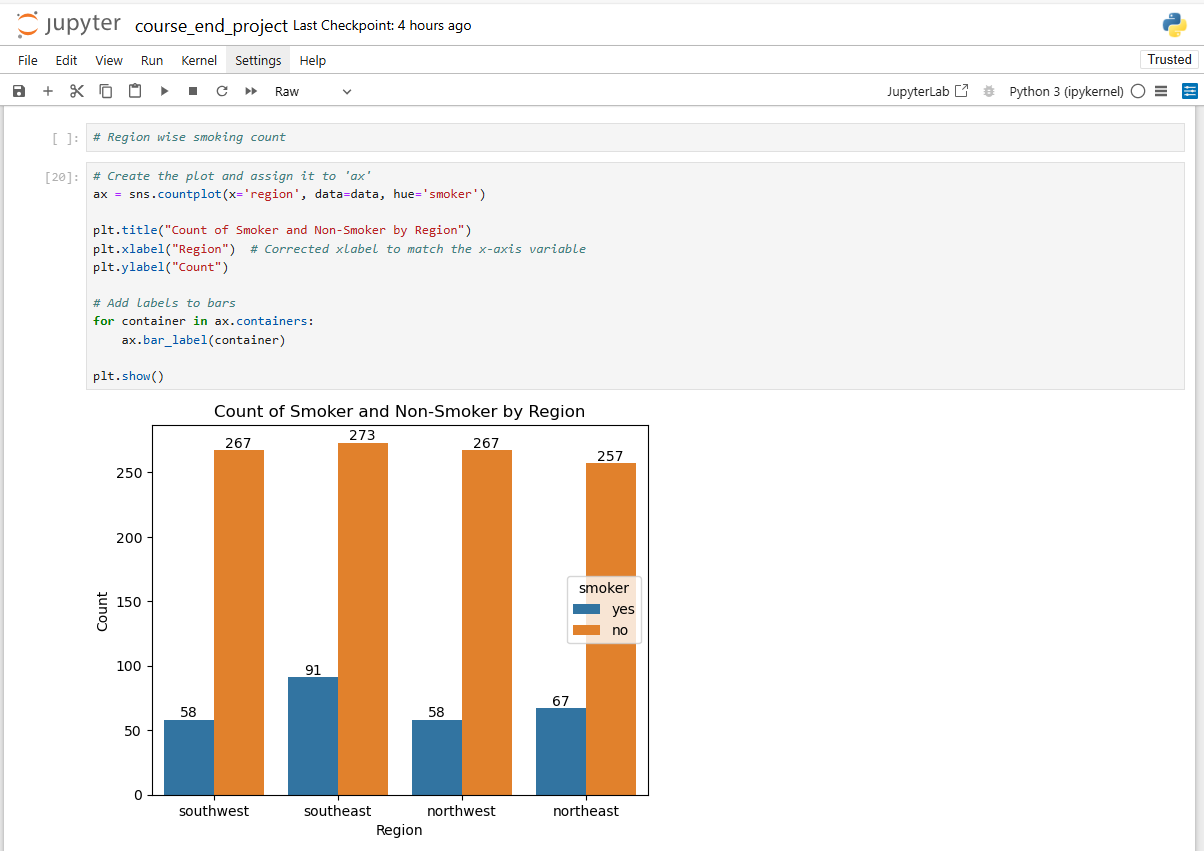 jupyter course_end_project Last Checkpoint: 4 hours ago
File Edit View Run Kernel Settings Help
Trusted
Raw
JupyterLab
Python 3 (ipykernel)
[ ]:
# Region wise smoking count
[20]:
# Create the plot and assign it to 'ax'
ax = sns.countplot(x='region', data=data, hue='smoker')
plt.title("Count of Smoker and Non-Smoker by Region")
plt.xlabel("Region")  # Corrected xlabel to match the x-axis variable
plt.ylabel("Count")
# Add labels to bars
for container in ax.containers:
    ax.bar_label(container)
plt.show()
Count of Smoker and Non-Smoker by Region
267 273 267 257
58 91 58 67
250
200
150
100
50
0
Count
smoker
yes
no
southwest southeast northwest northeast
Region